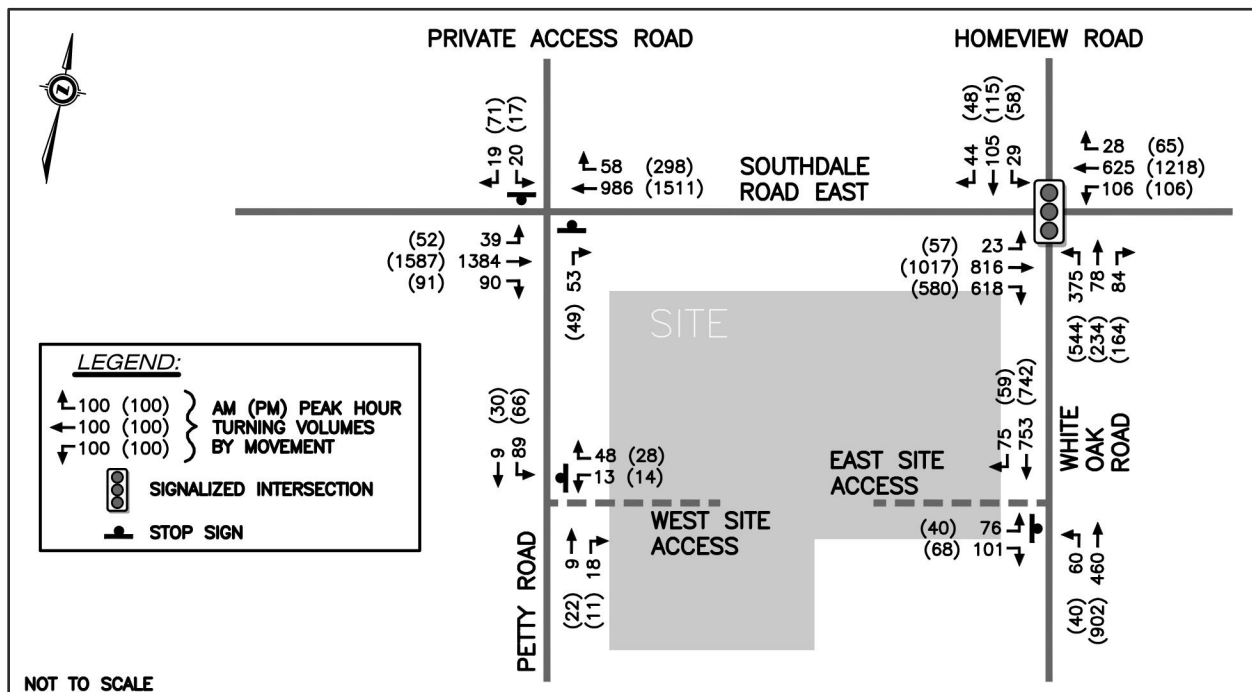 PRIVATE ACCESS ROAD
HOMEVIEW ROAD
N
19 (71)
20 (17)
58 (298)
986 (1511)
SOUTHDALE
ROAD EAST
44 (48)
105 (115)
29 (58)
28 (65)
625 (1218)
106 (106)
(52) 39
(1587) 1384
(91) 90
(49) 53
(57) 23
(1017) 816
(580) 618
(544) 375
(234) 78
(164) 84
SITE
LEGEND:
100 (100)
100 (100)
100 (100)
AM (PM) PEAK HOUR
TURNING VOLUMES
BY MOVEMENT
SIGNALIZED INTERSECTION
STOP SIGN
9 (30)
89 (66)
48 (28)
13 (14)
WEST SITE
ACCESS
(22) 9
(11) 18
PETTY ROAD
75 (59)
753 (742)
EAST SITE
ACCESS
WHITE
OAK
ROAD
(40) 76
(68) 101
(40) 60
(902) 460
NOT TO SCALE